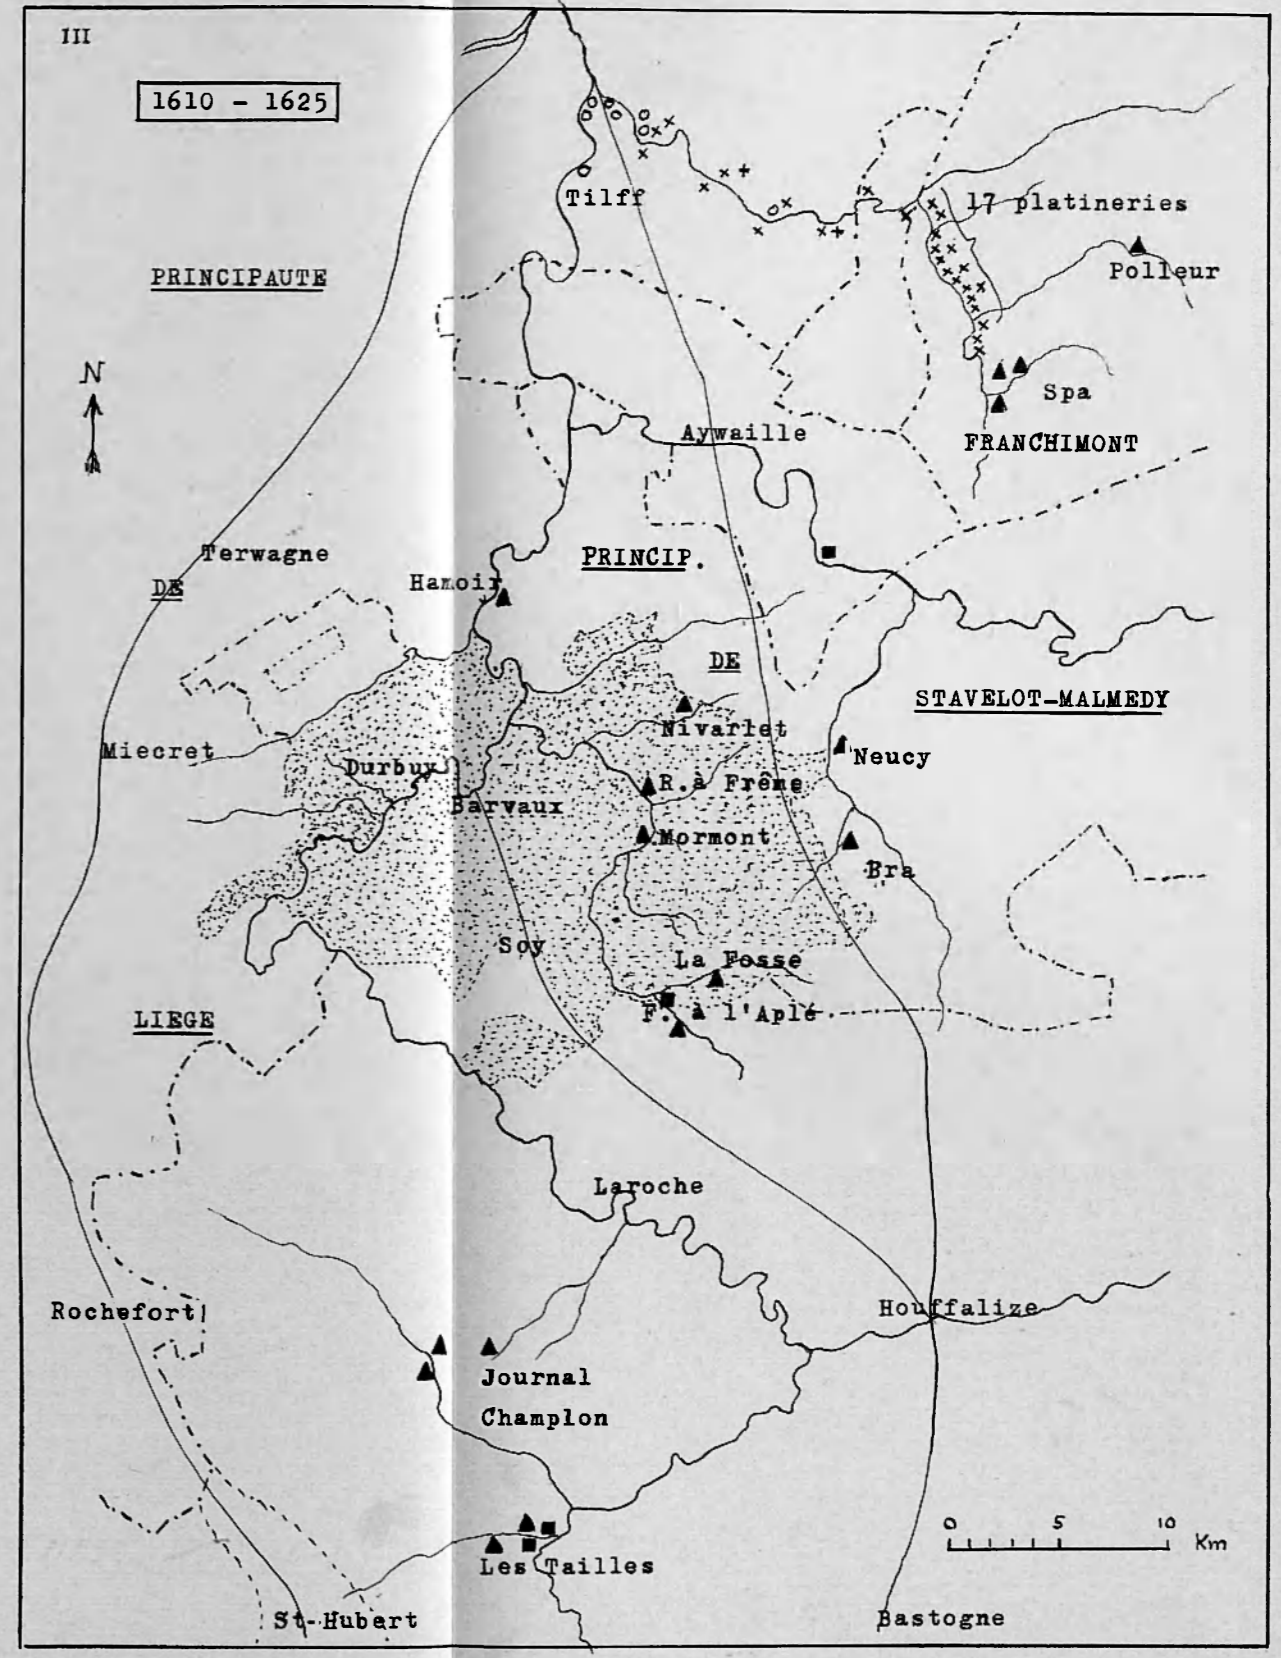 III
1610 - 1625
Tilff
17 platineries
PRINCIPAUTE
Polleur
N
Spa
Aywaille
FRANCHIMONT
Terwagne
PRINCIP.
DE
Hamoir
DE
STAVELOT-MALMEDY
Nivarlet
Miecret
Neucy
Durbuy
R. à Frême
Barvaux
Mormont
Bra
Soy
La Fosse
LIEGE
F. à l'Aplé
Laroche
Rochefort
Houffalize
Journal
Champlon
0 5 10
Km
Les Tailles
St-Hubert
Bastogne